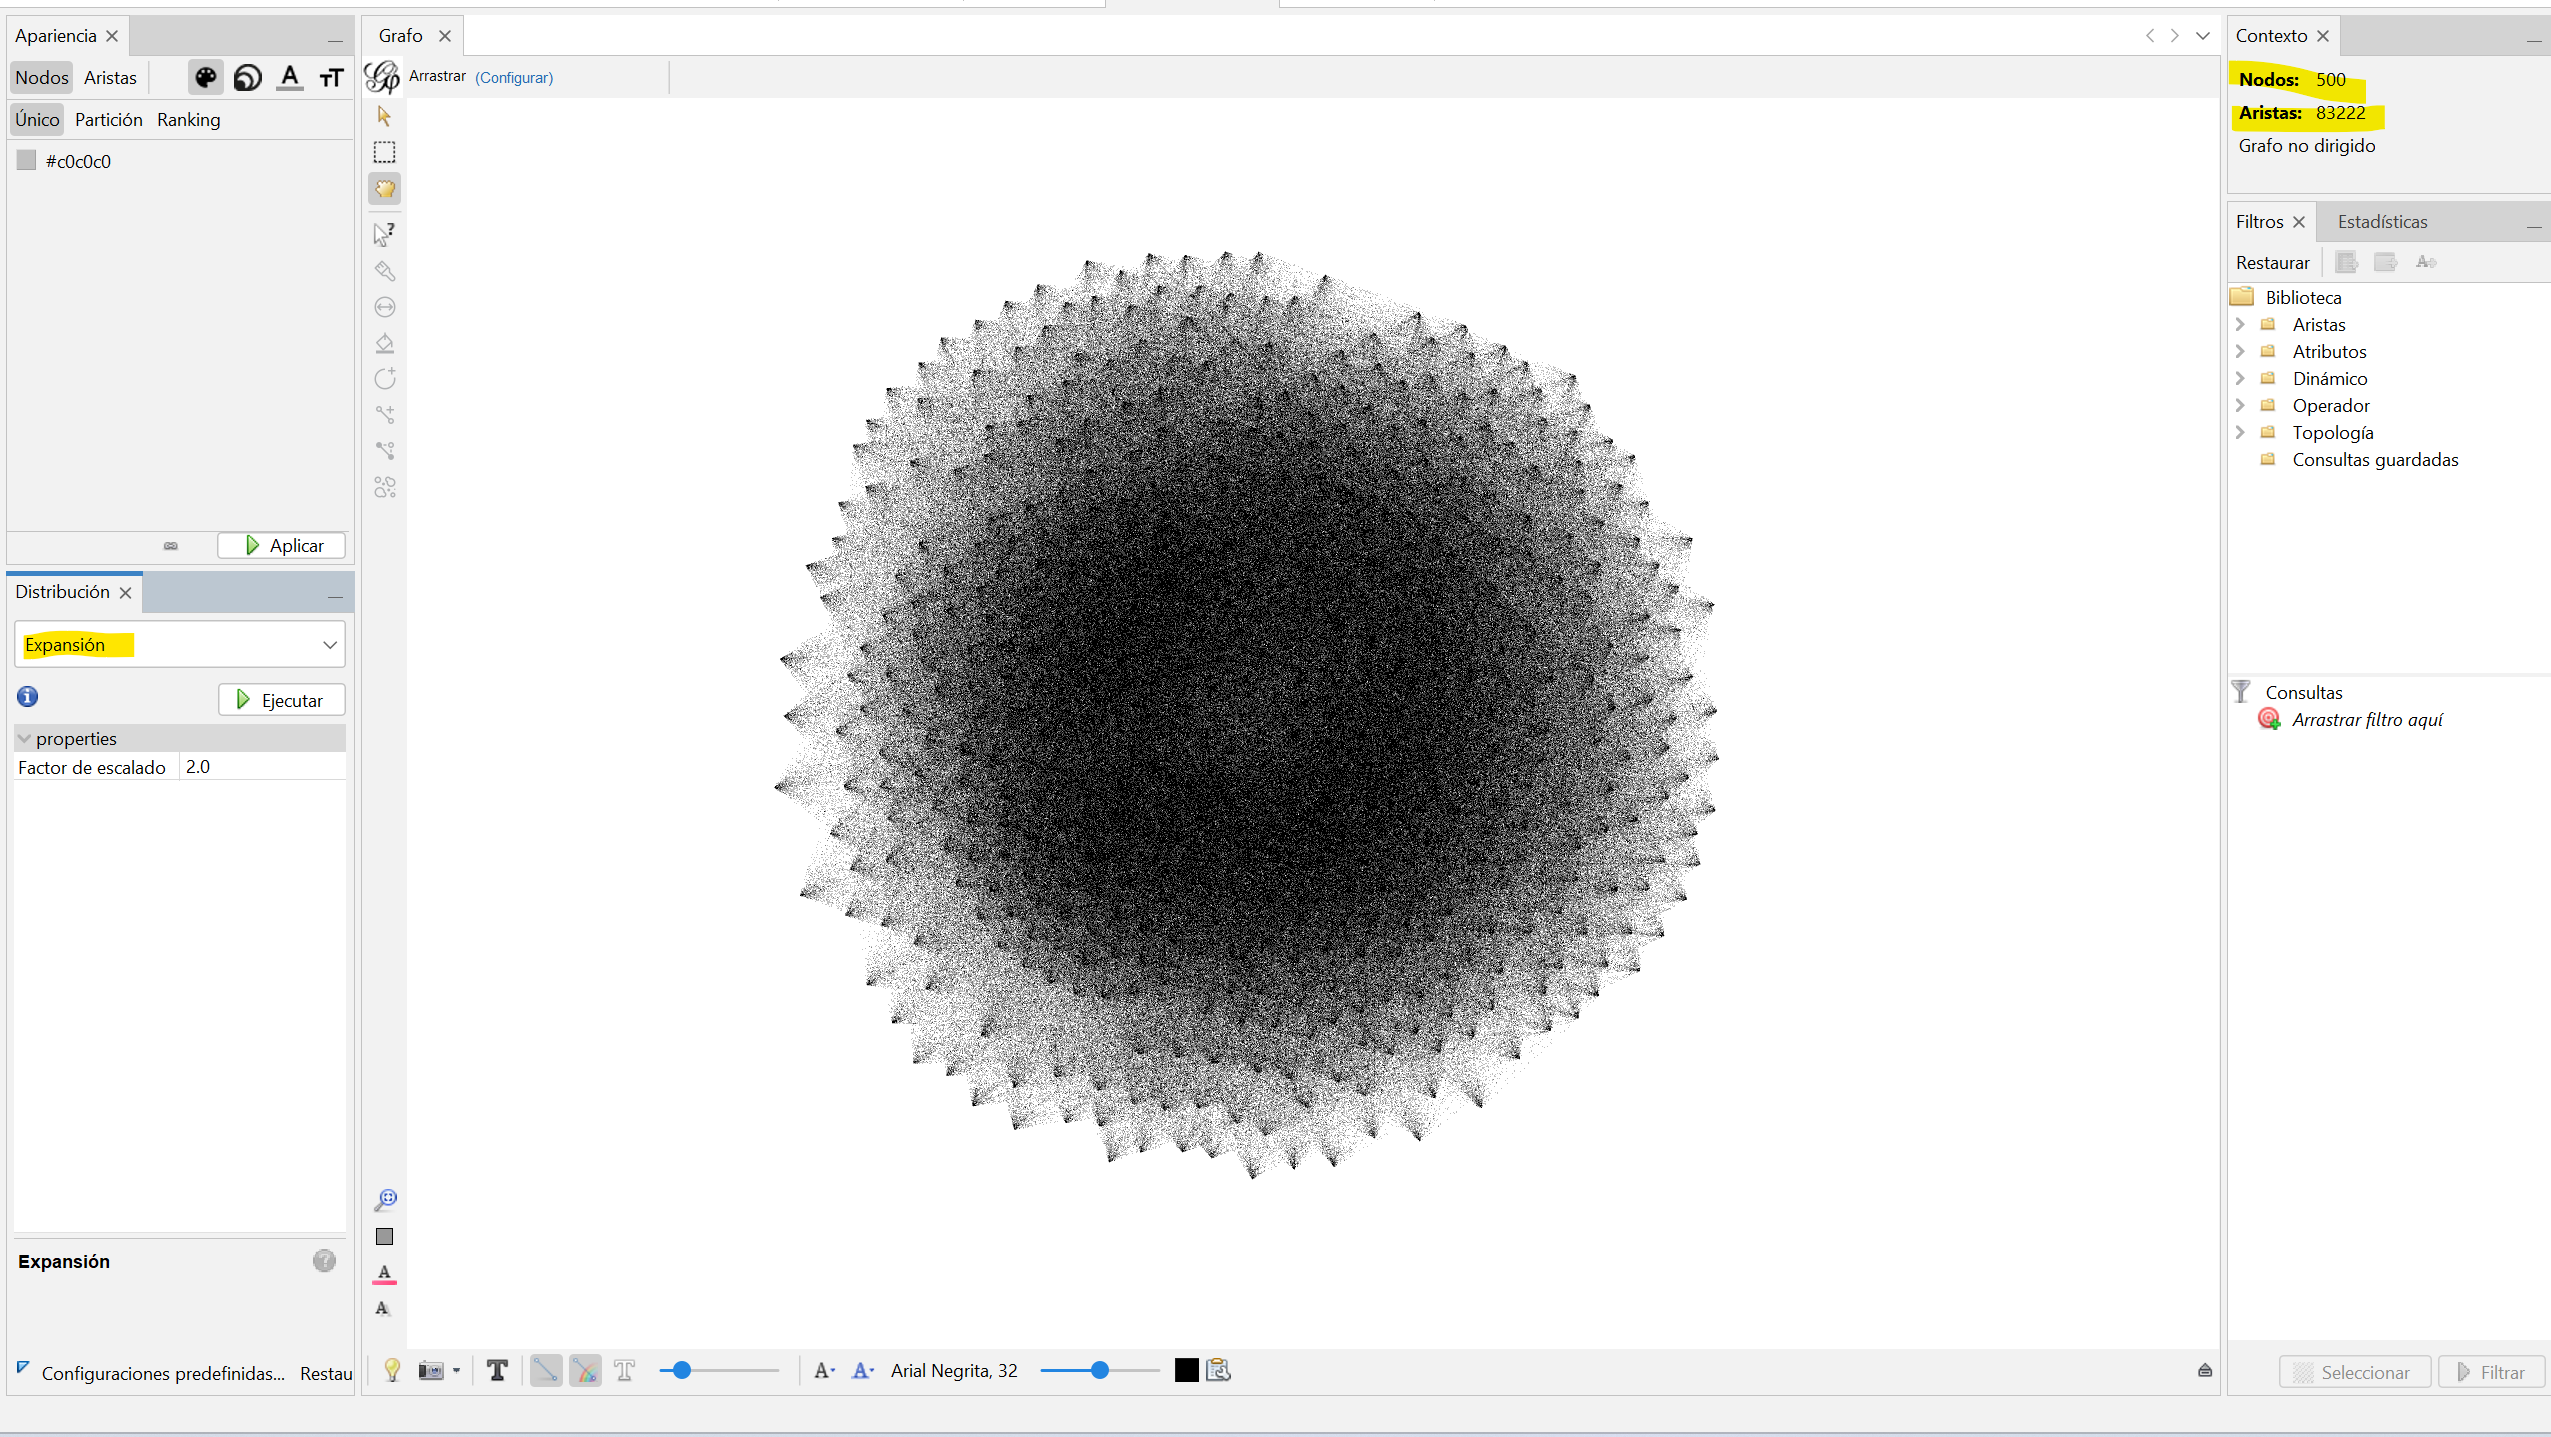 Apariencia
Nodos Aristas
Único Partición Ranking
#c0c0c0
Aplicar
Distribución
Expansión
Ejecutar
properties
Factor de escalado 2.0
Expansión
Configuraciones predefinidas... Restau
Grafo
Arrastrar (Configurar)
Arial Negrita, 32
Contexto
Nodos: 500
Aristas: 83222
Grafo no dirigido
Filtros Estadísticas
Restaurar
Biblioteca
Aristas
Atributos
Dinámico
Operador
Topología
Consultas guardadas
Consultas
Arrastrar filtro aquí
Seleccionar Filtrar